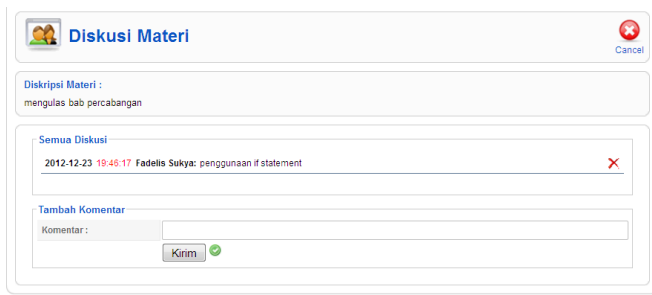 Diskusi Materi
Cancel
Diskripsi Materi :
mengulas bab percabangan
Semua Diskusi
2012-12-23 19:46:17 Fadelis Sukya: penggunaan if statement
Tambah Komentar
Komentar :
Kirim